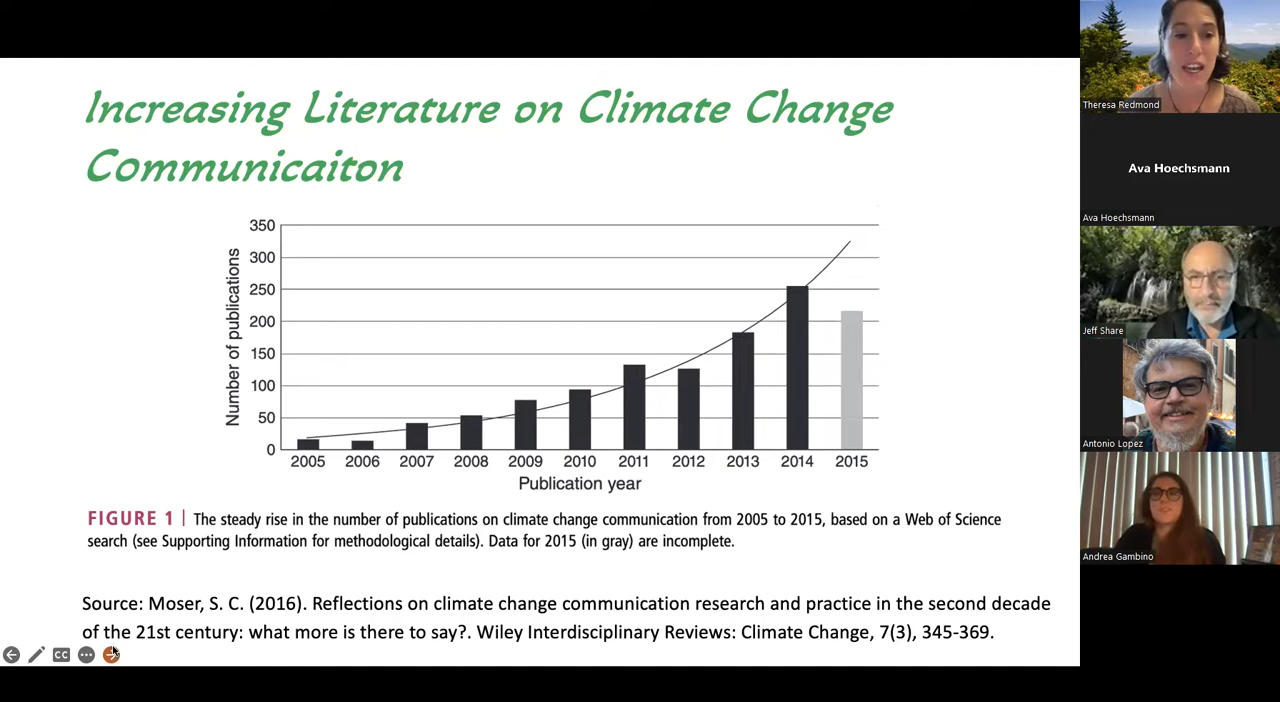 Increasing Literature on Climate Change
Communicaiton
350
300
250
200
150
100
50
0
Number of publications
2005 2006 2007 2008 2009 2010 2011 2012 2013 2014 2015
Publication year
FIGURE 1 | The steady rise in the number of publications on climate change communication from 2005 to 2015, based on a Web of Science
search (see Supporting Information for methodological details). Data for 2015 (in gray) are incomplete.
Source: Moser, S. C. (2016). Reflections on climate change communication research and practice in the second decade
of the 21st century: what more is there to say?. Wiley Interdisciplinary Reviews: Climate Change, 7(3), 345-369.
CC
Theresa Redmond
Ava Hoechsmann
Ava Hoechsmann
Jeff Share
Antonio Lopez
Andrea Gambino